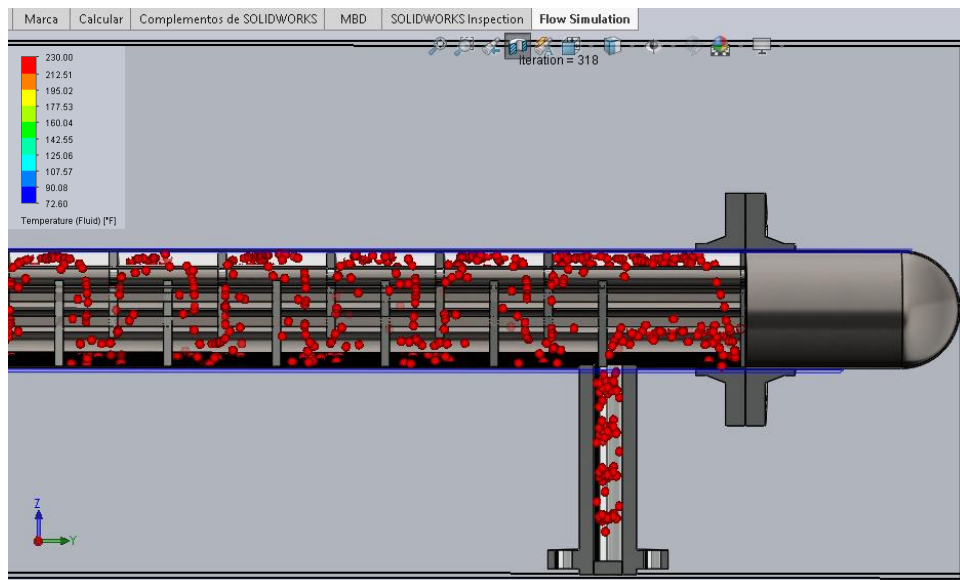 Marca Calcular Complementos de SOLIDWORKS MBD SOLIDWORKS Inspection Flow Simulation
Iteration = 318
230.00
212.51
195.02
177.53
160.04
142.55
125.06
107.57
90.08
72.60
Temperature (Fluid) [°F]
Z
Y